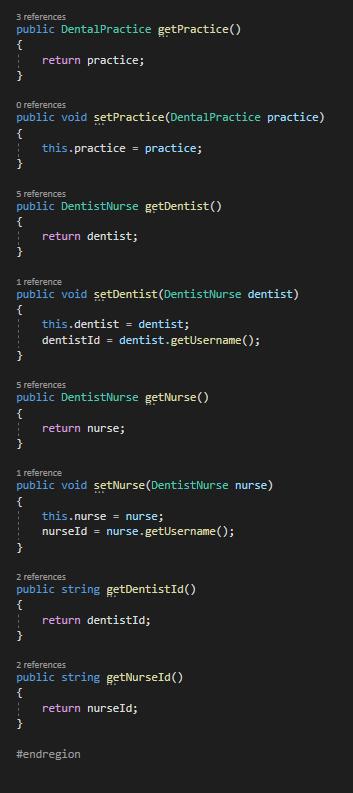 3 references
public DentalPractice getPractice()
{
return practice;
}
0 references
public void setPractice(DentalPractice practice)
{
this.practice = practice;
}
5 references
public DentistNurse getDentist()
{
return dentist;
}
1 reference
public void setDentist(DentistNurse dentist)
{
this.dentist = dentist;
dentistId = dentist.getUsername();
}
5 references
public DentistNurse getNurse()
{
return nurse;
}
1 reference
public void setNurse(DentistNurse nurse)
{
this.nurse = nurse;
nurseId = nurse.getUsername();
}
2 references
public string getDentistId()
{
return dentistId;
}
2 references
public string getNurseId()
{
return nurseId;
}
#endregion